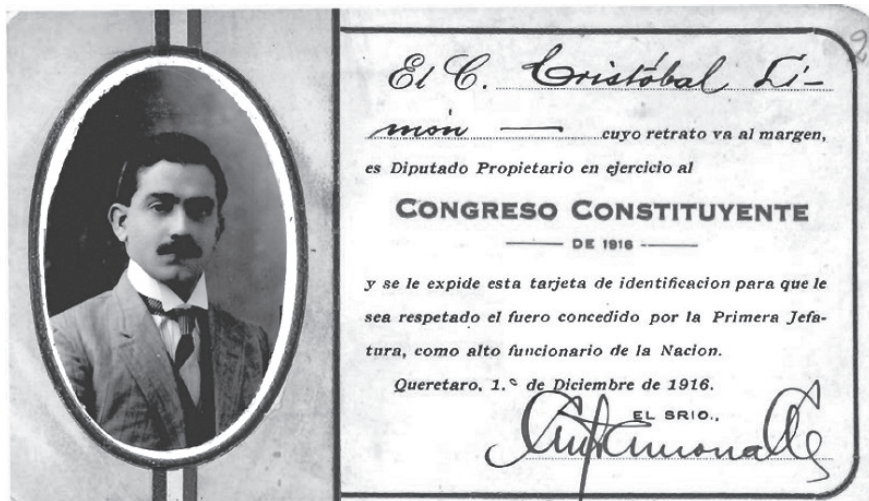 El C. Cristóbal Li-
món cuyo retrato va al margen,
es Diputado Propietario en ejercicio al
CONGRESO CONSTITUYENTE
DE 1916
y se le expide esta tarjeta de identificacion para que le
sea respetado el fuero concedido por la Primera Jefa-
tura, como alto funcionario de la Nacion.
Queretaro, 1.º de Diciembre de 1916.
EL SRIO.,